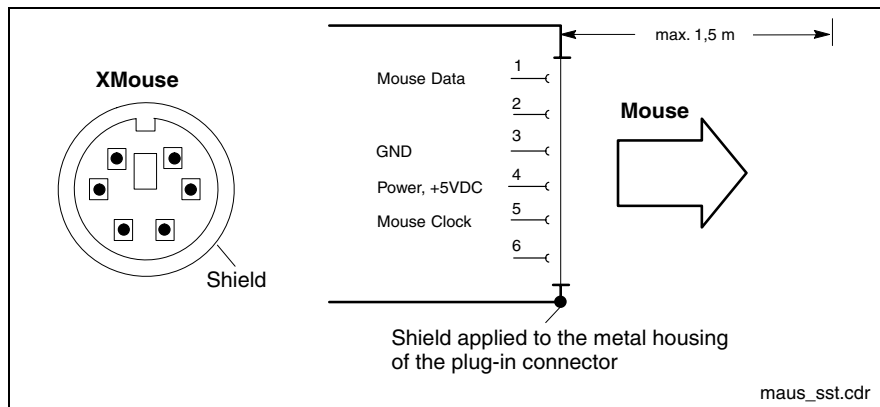 max. 1,5 m
XMouse
1
Mouse Data
2
Mouse
3
GND
4
Power, +5VDC
5
Mouse Clock
6
Shield
Shield applied to the metal housing
of the plug-in connector
maus_sst.cdr